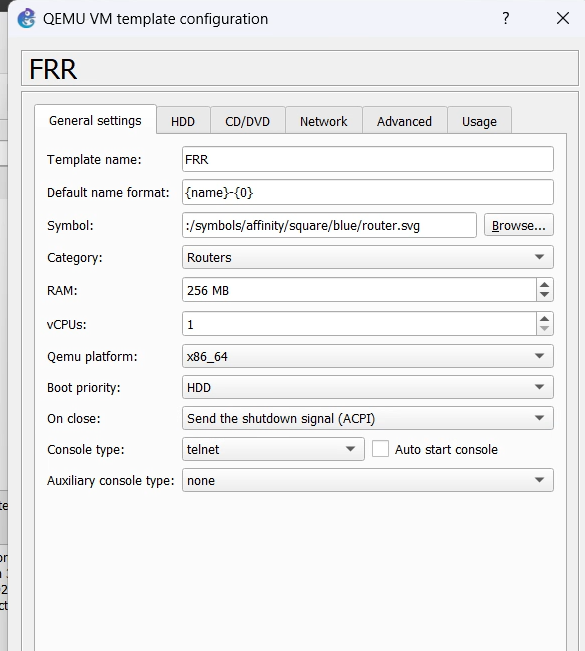 QEMU VM template configuration ?
FRR
General settings HDD CD/DVD Network Advanced Usage
Template name: FRR
Default name format: {name}-{0}
Symbol: :/symbols/affinity/square/blue/router.svg Browse...
Category: Routers
RAM: 256 MB
vCPUs: 1
Qemu platform: x86_64
Boot priority: HDD
On close: Send the shutdown signal (ACPI)
Console type: telnet Auto start console
Auxiliary console type: none